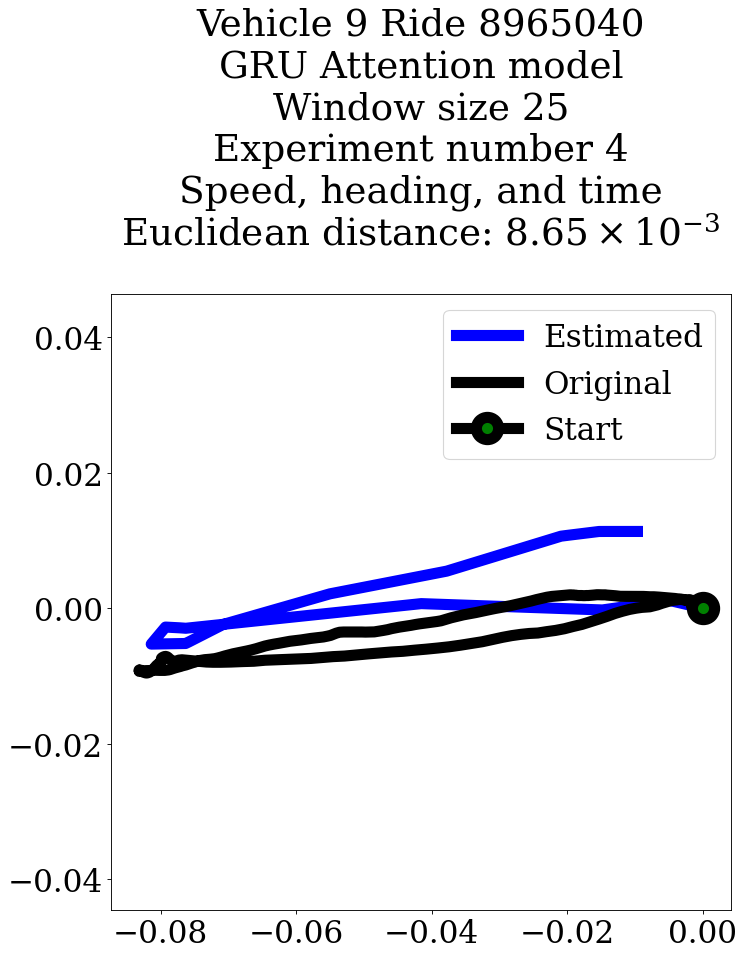 Vehicle 9 Ride 8965040
GRU Attention model
Window size 25
Experiment number 4
Speed, heading, and time
Euclidean distance: 8.65 × 10⁻³
Estimated
Original
Start
0.04
0.02
0.00
−0.02
−0.04
−0.08
−0.06
−0.04
−0.02
0.00